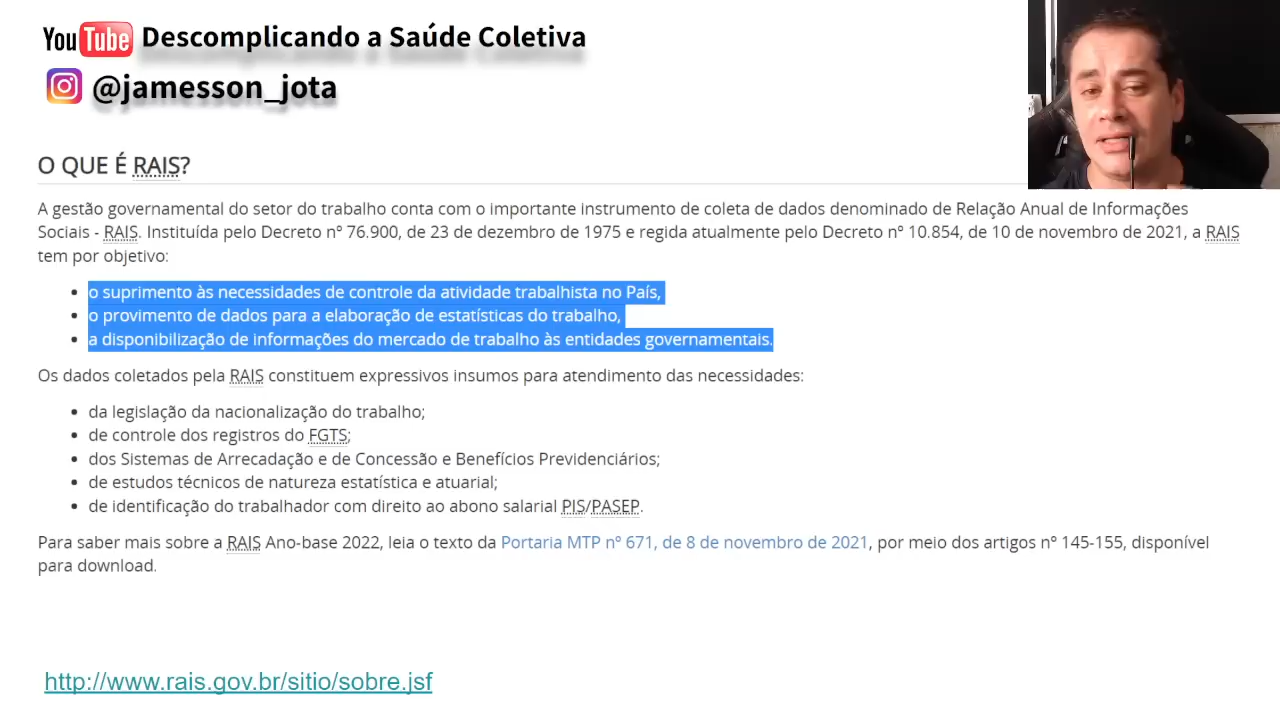 YouTube Descomplicando a Saúde Coletiva
@jamesson_jota
O QUE É RAIS?
A gestão governamental do setor do trabalho conta com o importante instrumento de coleta de dados denominado de Relação Anual de Informações
Sociais - RAIS. Instituída pelo Decreto nº 76.900, de 23 de dezembro de 1975 e regida atualmente pelo Decreto nº 10.854, de 10 de novembro de 2021, a RAIS
tem por objetivo:
• o suprimento às necessidades de controle da atividade trabalhista no País,
• o provimento de dados para a elaboração de estatísticas do trabalho,
• a disponibilização de informações do mercado de trabalho às entidades governamentais.
Os dados coletados pela RAIS constituem expressivos insumos para atendimento das necessidades:
• da legislação da nacionalização do trabalho;
• de controle dos registros do FGTS;
• dos Sistemas de Arrecadação e de Concessão e Benefícios Previdenciários;
• de estudos técnicos de natureza estatística e atuarial;
• de identificação do trabalhador com direito ao abono salarial PIS/PASEP.
Para saber mais sobre a RAIS Ano-base 2022, leia o texto da Portaria MTP nº 671, de 8 de novembro de 2021, por meio dos artigos nº 145-155, disponível
para download.
http://www.rais.gov.br/sitio/sobre.jsf